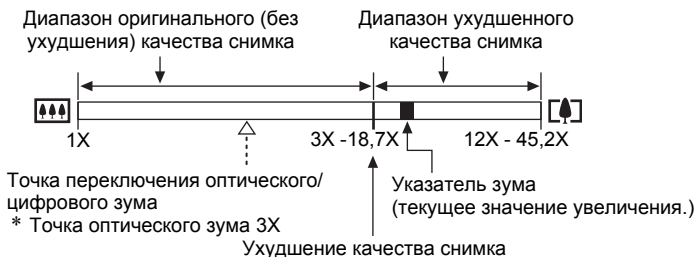 Диапазон оригинального (без
ухудшения) качества снимка
Диапазон ухудшенного
качества снимка
1X
3X -18,7X
12X - 45,2X
Точка переключения оптического/
цифрового зума
* Точка оптического зума 3X
Указатель зума
(текущее значение увеличения.)
Ухудшение качества снимка